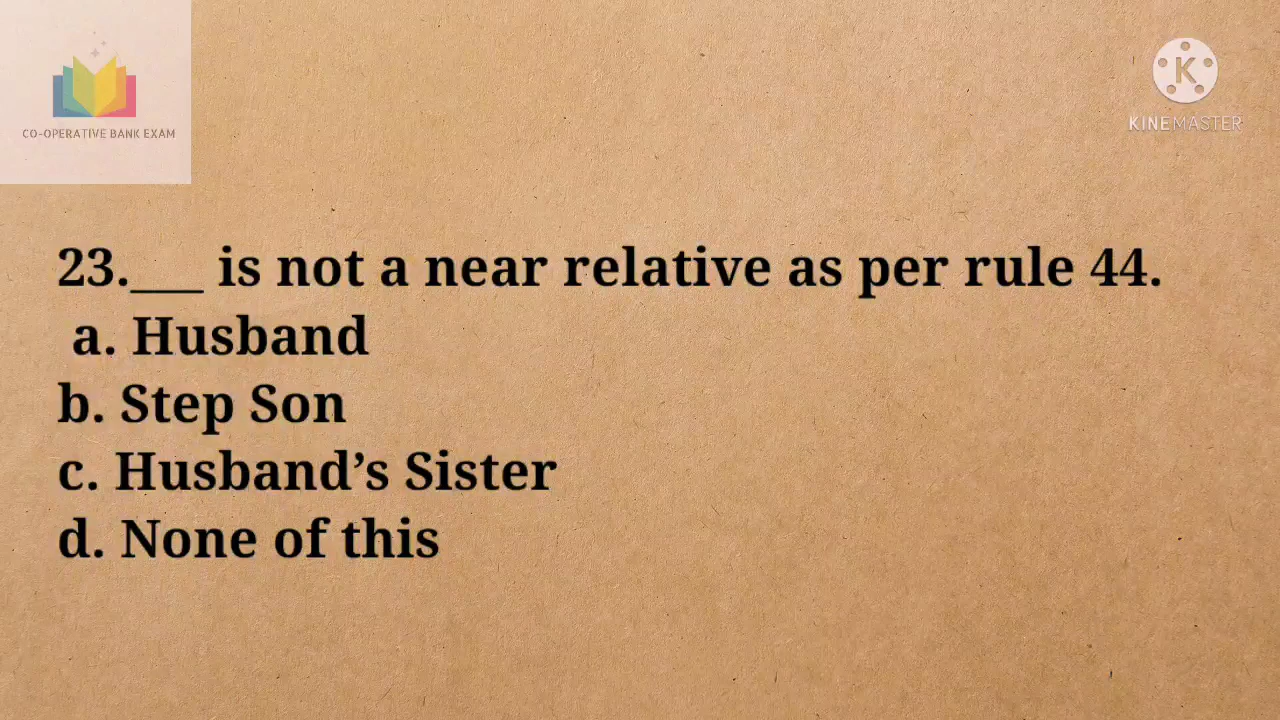 CO-OPERATIVE BANK EXAM
K
KINEMASTER
23.___ is not a near relative as per rule 44.
a. Husband
b. Step Son
c. Husband’s Sister
d. None of this